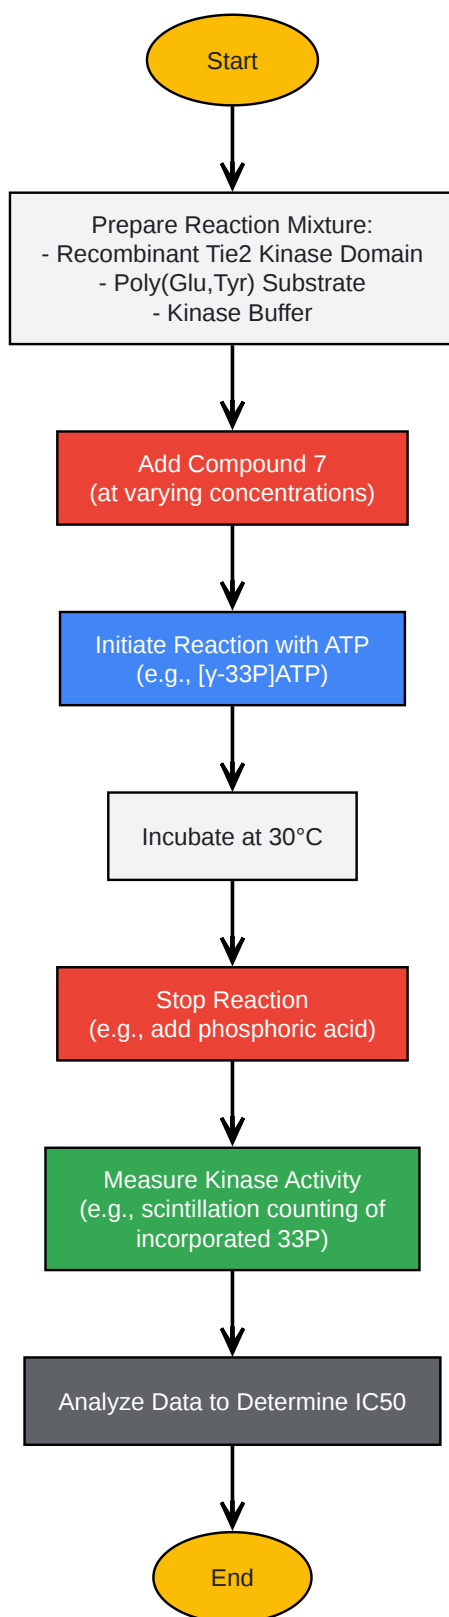 Start
Prepare Reaction Mixture:
- Recombinant Tie2 Kinase Domain
- Poly(Glu,Tyr) Substrate
- Kinase Buffer
Add Compound 7
(at varying concentrations)
Initiate Reaction with ATP
(e.g., [γ-33P]ATP)
Incubate at 30°C
Stop Reaction
(e.g., add phosphoric acid)
Measure Kinase Activity
(e.g., scintillation counting of
incorporated 33P)
Analyze Data to Determine IC50
End